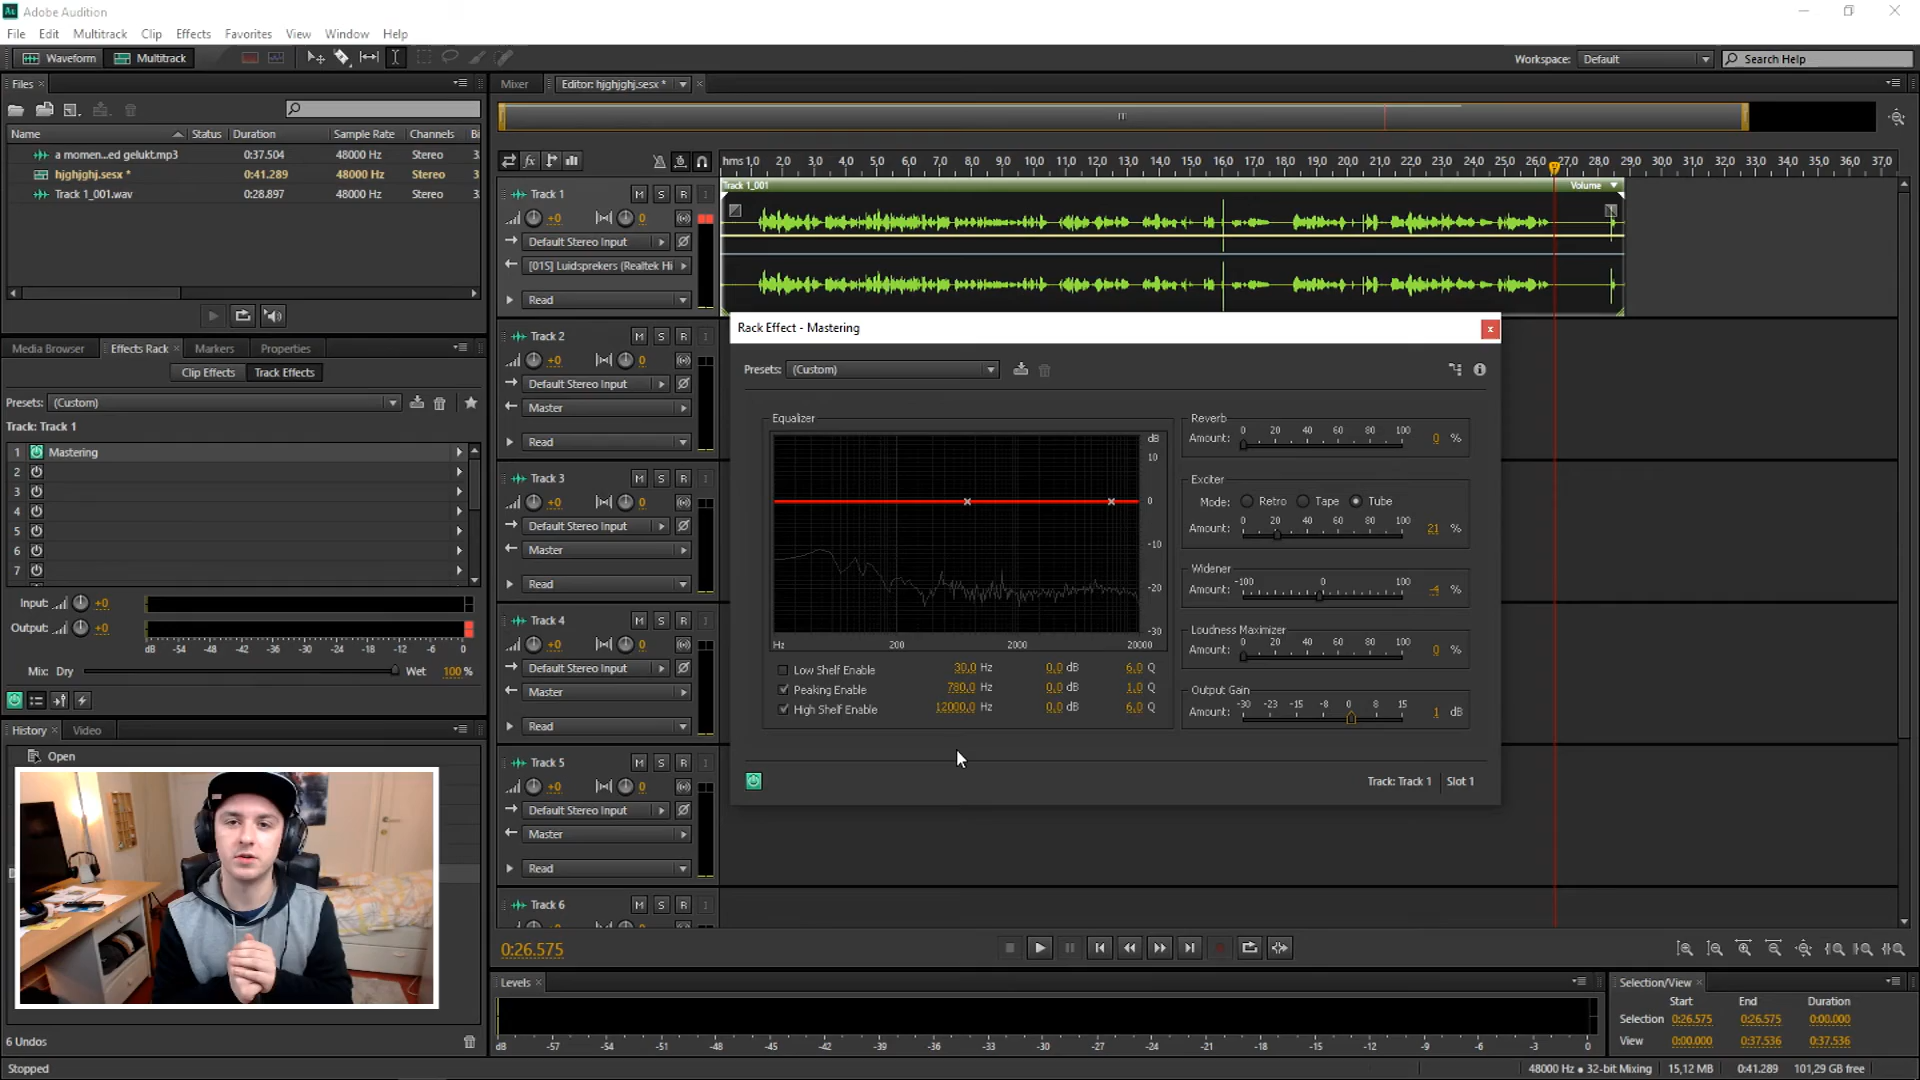 Adobe Audition
File Edit Multitrack Clip Effects Favorites View Window Help
Waveform Multitrack Workspace: Default Search Help
Files Mixer Editor: hjghjghj.sesx *
Name Status Duration Sample Rate Channels Bi
a momen...ed gelukt.mp3 0:37.504 48000 Hz Stereo 3
hjghjghj.sesx * 0:41.289 48000 Hz Stereo 3
Track 1_001.wav 0:28.897 48000 Hz Stereo 3
hms 1,0 2,0 3,0 4,0 5,0 6,0 7,0 8,0 9,0 10,0 11,0 12,0 13,0 14,0 15,0 16,0 17,0 18,0 19,0 20,0 21,0 22,0 23,0 24,0 25,0 26,0 27,0 28,0 29,0 30,0 31,0 32,0 33,0 34,0 35,0 36,0 37,0
Track 1_001 Volume
Track 1 M S R I
+0 0
Default Stereo Input
[01S] Luidsprekers (Realtek Hi
Read
Media Browser Effects Rack Markers Properties
Clip Effects Track Effects
Presets: (Custom)
Track: Track 1
1 Mastering
2
3
4
5
6
7
Input: +0
Output: +0
dB -54 -48 -42 -36 -30 -24 -18 -12 -6 0
Mix: Dry Wet 100 %
Track 2 M S R I
+0 0
Default Stereo Input
Master
Read
Track 3 M S R I
+0 0
Default Stereo Input
Master
Read
Track 4 M S R I
+0 0
Default Stereo Input
Master
Read
Track 5 M S R I
+0 0
Default Stereo Input
Master
Read
Track 6 M S R I
Rack Effect - Mastering x
Presets: (Custom)
Equalizer
dB
10
0
-10
-20
-30
Hz 200 2000 20000
Low Shelf Enable 30,0 Hz 0,0 dB 6,0 Q
Peaking Enable 780,0 Hz 0,0 dB 1,0 Q
High Shelf Enable 12000,0 Hz 0,0 dB 6,0 Q
Reverb
0 20 40 60 80 100
Amount: 0 %
Exciter
Mode: Retro Tape Tube
0 20 40 60 80 100
Amount: 21 %
Widener
-100 0 100
Amount: -4 %
Loudness Maximizer
0 20 40 60 80 100
Amount: 0 %
Output Gain
-30 -23 -15 -8 0 8 15
Amount: 1 dB
Track: Track 1 Slot 1
History Video
Open
6 Undos
Stopped
0:26.575
Levels
dB -57 -54 -51 -48 -45 -42 -39 -36 -33 -30 -27 -24 -21 -18 -15 -12 -9 -6 -3 0
Selection/View
Start End Duration
Selection 0:26.575 0:26.575 0:00.000
View 0:00.000 0:37.536 0:37.536
48000 Hz ● 32-bit Mixing 15,12 MB 0:41.289 101,29 GB free